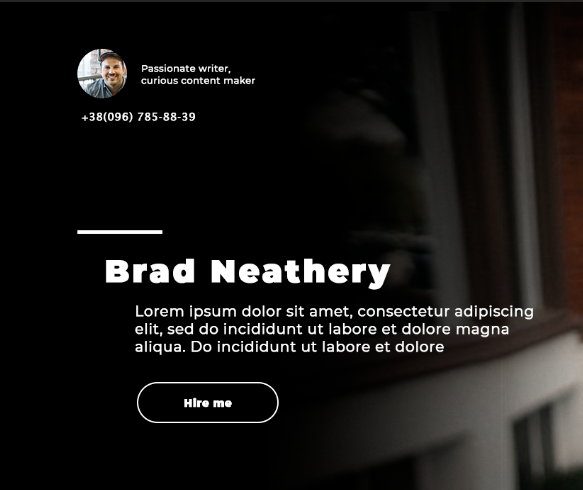 Passionate writer,
curious content maker
+38(096) 785-88-39
Brad Neathery
Lorem ipsum dolor sit amet, consectetur adipiscing
elit, sed do incididunt ut labore et dolore magna
aliqua. Do incididunt ut labore et dolore
Hire me